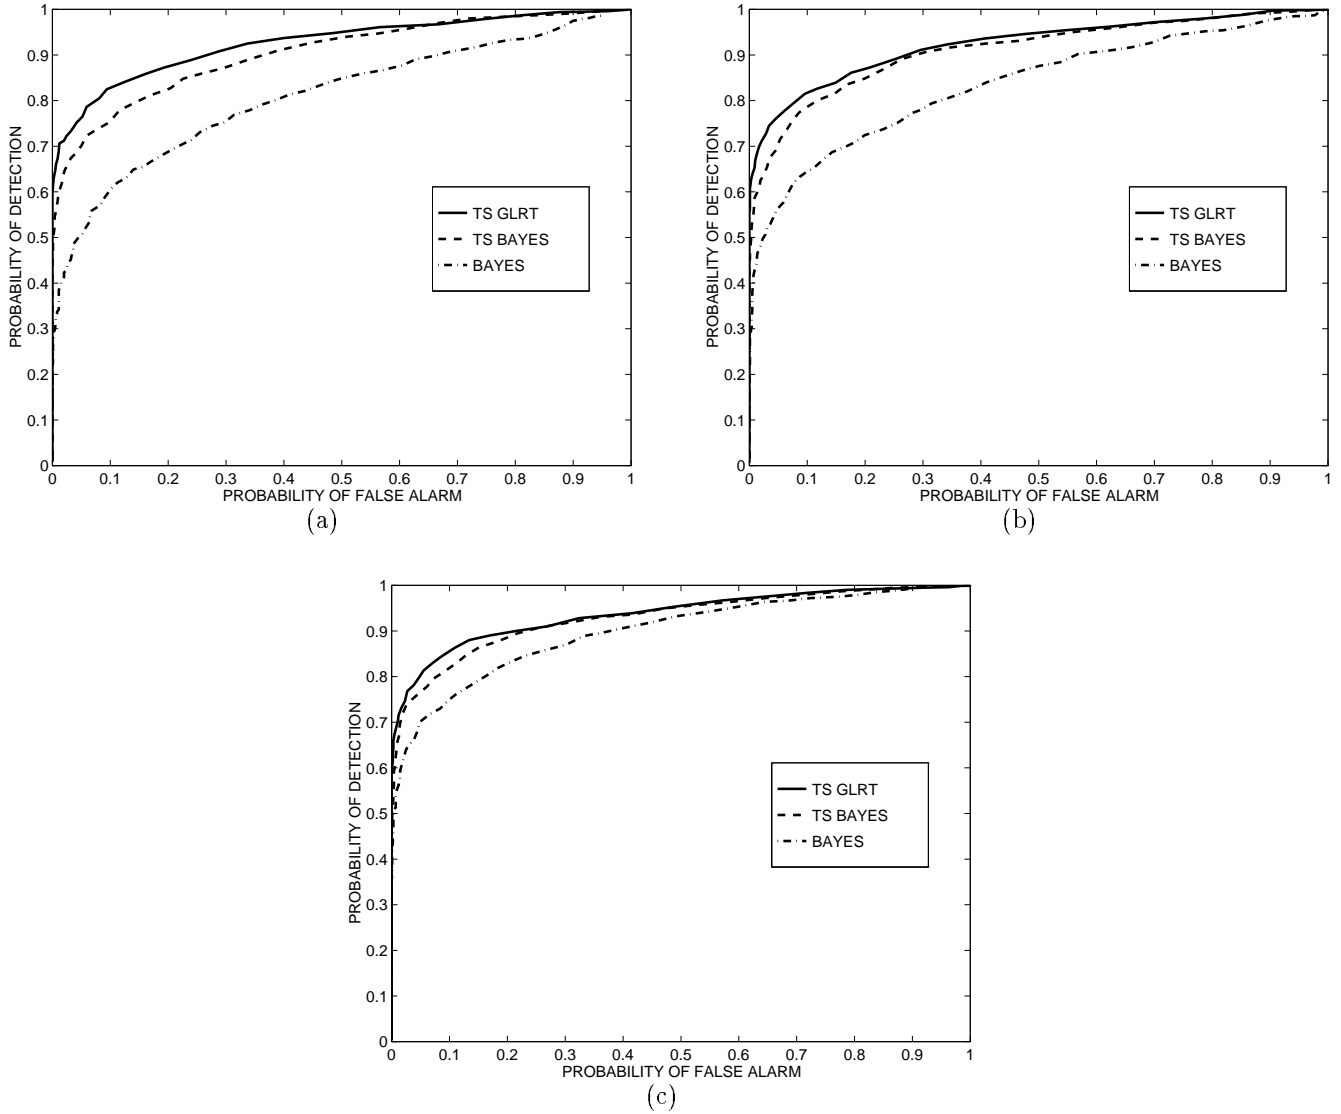 1
0.9
0.8
0.7
0.6
0.5
0.4
0.3
0.2
0.1
0
PROBABILITY OF DETECTION
TS GLRT
TS BAYES
BAYES
0 0.1 0.2 0.3 0.4 0.5 0.6 0.7 0.8 0.9 1
PROBABILITY OF FALSE ALARM
(a)
1
0.9
0.8
0.7
0.6
0.5
0.4
0.3
0.2
0.1
0
PROBABILITY OF DETECTION
TS GLRT
TS BAYES
BAYES
0 0.1 0.2 0.3 0.4 0.5 0.6 0.7 0.8 0.9 1
PROBABILITY OF FALSE ALARM
(b)
1
0.9
0.8
0.7
0.6
0.5
0.4
0.3
0.2
0.1
0
PROBABILITY OF DETECTION
TS GLRT
TS BAYES
BAYES
0 0.1 0.2 0.3 0.4 0.5 0.6 0.7 0.8 0.9 1
PROBABILITY OF FALSE ALARM
(c)